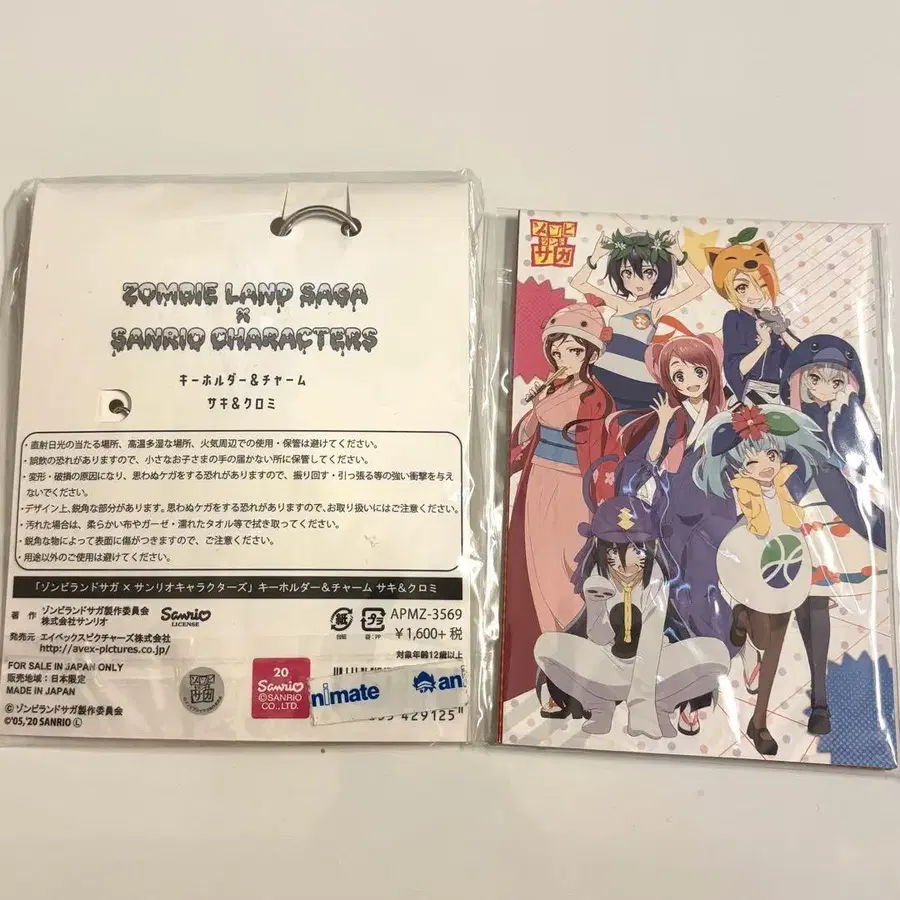 ZOMBIE LAND SAGA
×
SANRIO CHARACTERS
キーホルダー＆チャーム
サキ＆クロミ
・直射日光の当たる場所、高温多湿な場所、火気周辺での使用・保管は避けてください。
・誤飲の恐れがありますので、小さなお子さまの手の届かない所に保管してください。
・変形・破損の原因になり、思わぬケガをする恐れがありますので、振り回す・引っ張る等の強い衝撃を与え
ないでください。
・デザイン上、鋭角な部分があります。思わぬケガをする恐れがありますので、お取り扱いにはご注意ください。
・汚れた場合は、柔らかい布やガーゼ・濡れたタオル等で拭き取ってください。
・鋭角な物によって表面に傷がつきますので、ご注意ください。
・用途以外のご使用は避けてください。
「ゾンビランドサガ × サンリオキャラクターズ」キーホルダー＆チャーム サキ＆クロミ
著 作 ゾンビランドサガ製作委員会
株式会社サンリオ
Sanrio
LICENSE
紙
台紙
プラ
袋:PP
APMZ-3569
￥1,600+税
発売元 エイベックスピクチャーズ株式会社
http://avex-pictures.co.jp/
対象年齢12歳以上
FOR SALE IN JAPAN ONLY
販売地域：日本限定
MADE IN JAPAN
© ゾンビランドサガ製作委員会
©'05,'20 SANRIO Ⓛ
ゾンビ
ランド
サガ
20
Sanrio
©SANRIO
CO.,LTD.
nimate
ani
429125
ゾンビ
ランド
サガ